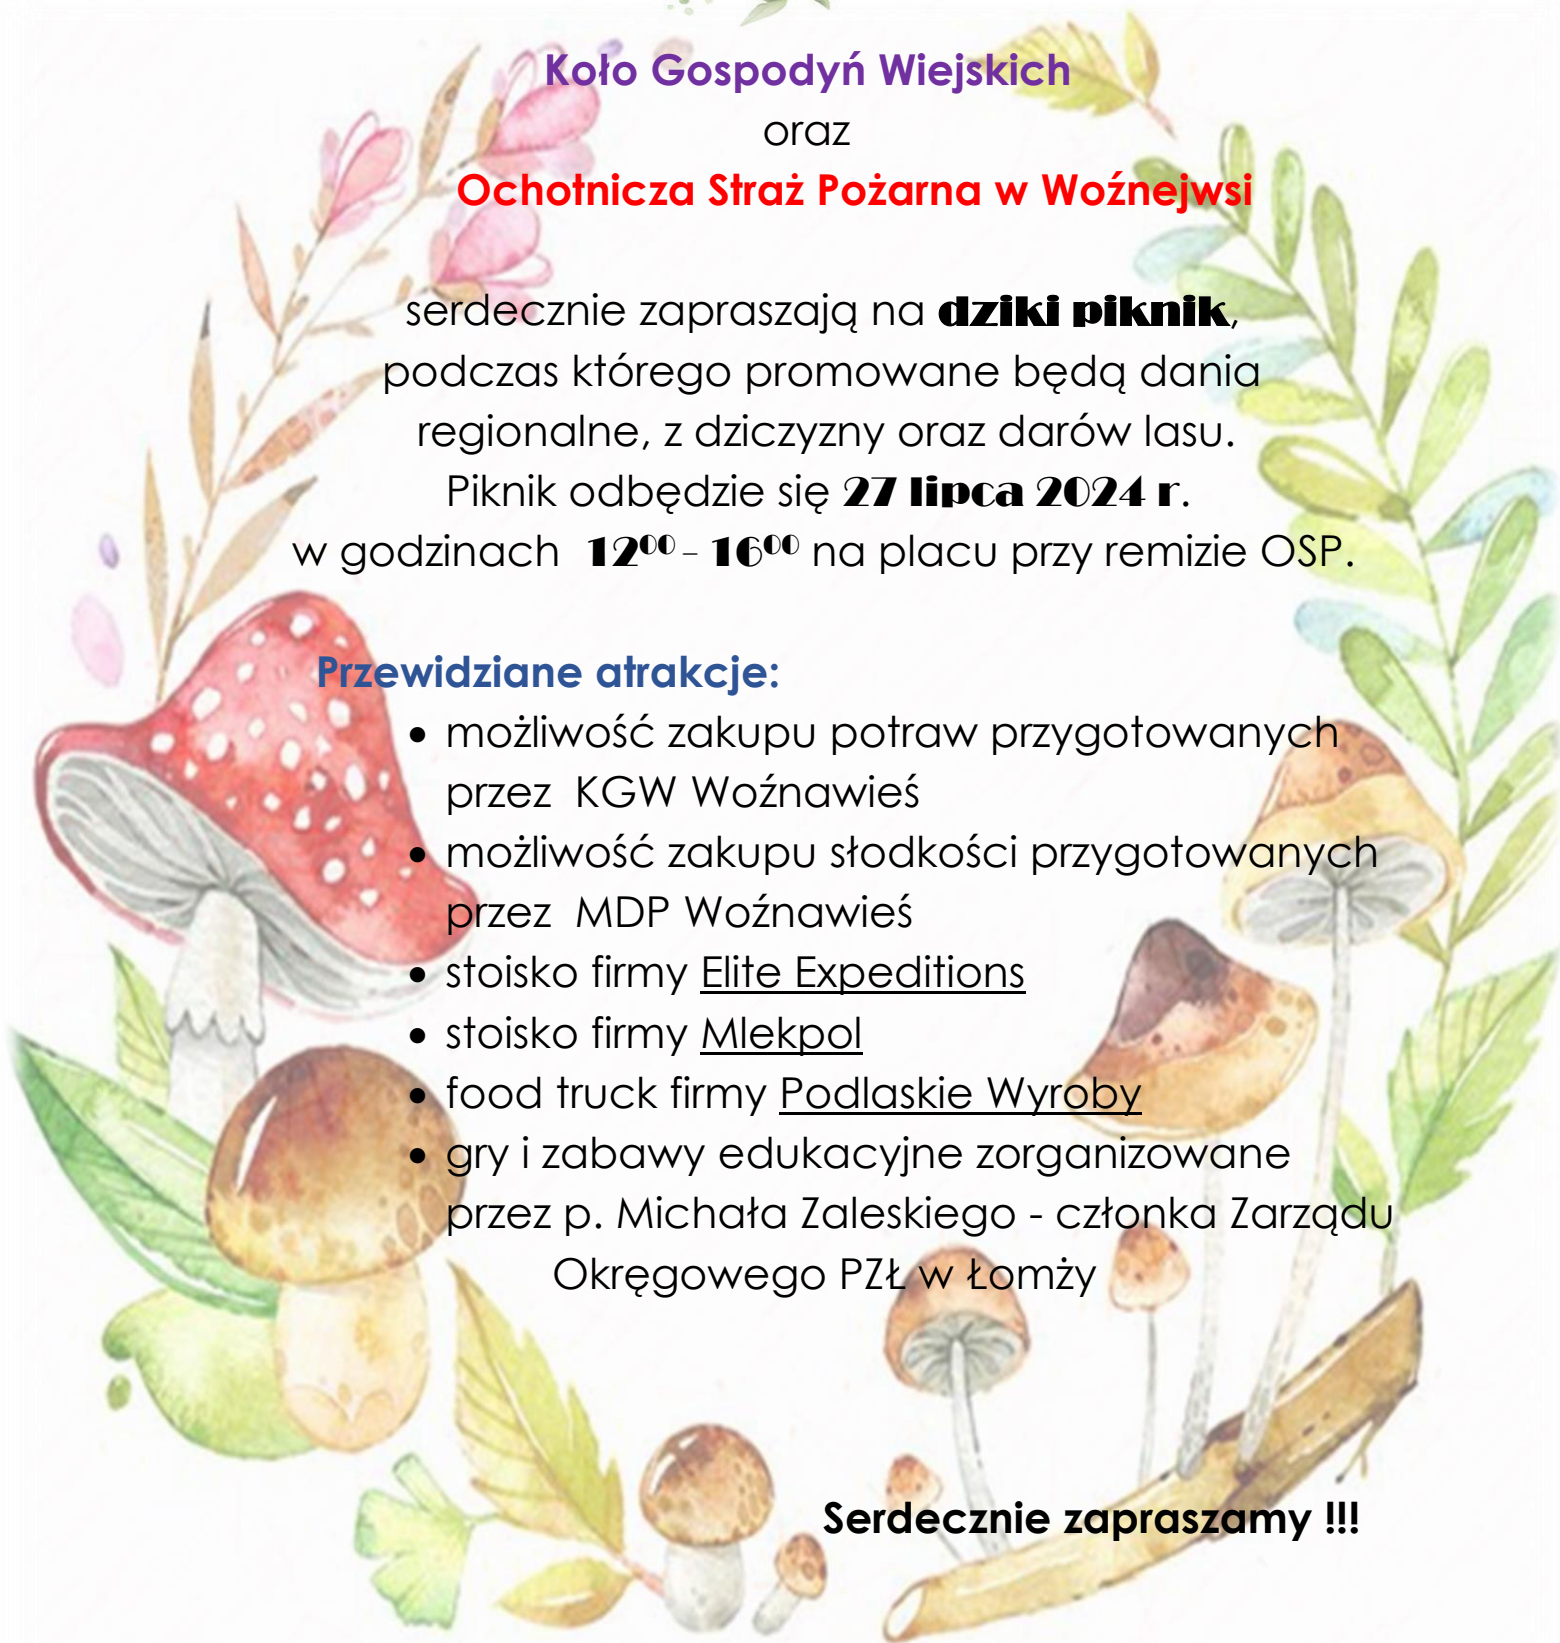 Koło Gospodyń Wiejskich
oraz
Ochotnicza Straż Pożarna w Woźnejwsi
serdecznie zapraszają na dziki piknik,
podczas którego promowane będą dania
regionalne, z dziczyzny oraz darów lasu.
Piknik odbędzie się 27 lipca 2024 r.
w godzinach 12⁰⁰ – 16⁰⁰ na placu przy remizie OSP.
Przewidziane atrakcje:
• możliwość zakupu potraw przygotowanych
przez KGW Woźnawieś
• możliwość zakupu słodkości przygotowanych
przez MDP Woźnawieś
• stoisko firmy Elite Expeditions
• stoisko firmy Mlekpol
• food truck firmy Podlaskie Wyroby
• gry i zabawy edukacyjne zorganizowane
przez p. Michała Zaleskiego - członka Zarządu
Okręgowego PZŁ w Łomży
Serdecznie zapraszamy !!!